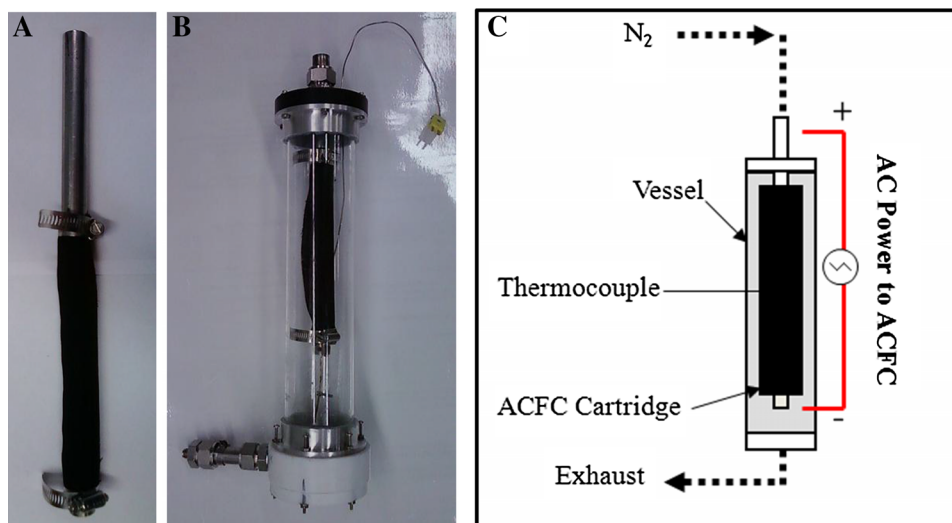 A
B
C
N₂
+
Vessel
Thermocouple
ACFC Cartridge
-
Exhaust
AC Power to ACFC